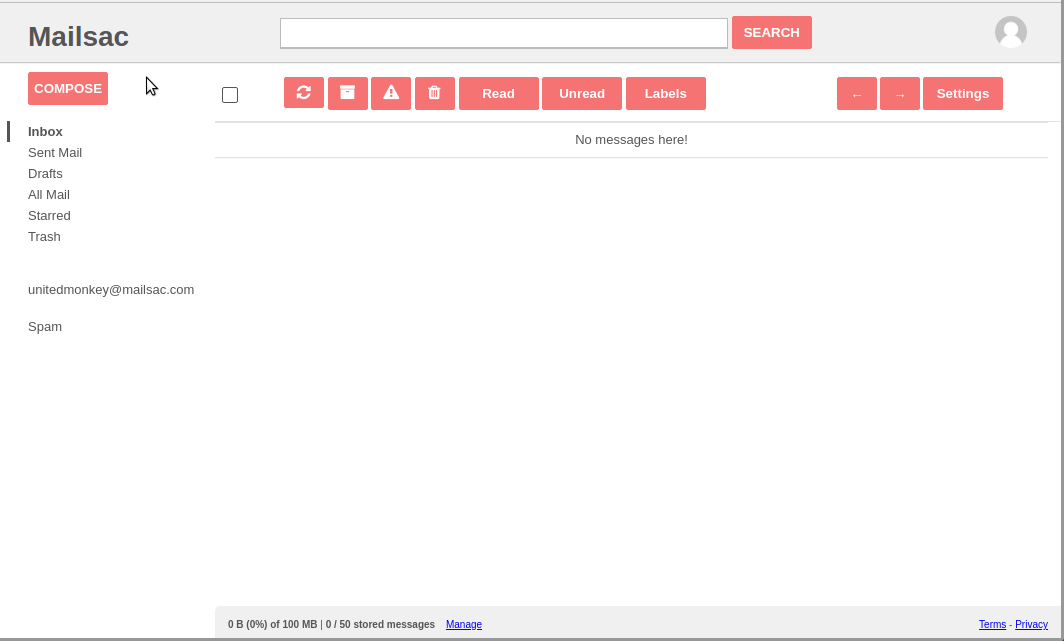 Mailsac
SEARCH
COMPOSE
Read Unread Labels ← → Settings
Inbox
Sent Mail
Drafts
All Mail
Starred
Trash
unitedmonkey@mailsac.com
Spam
No messages here!
0 B (0%) of 100 MB | 0 / 50 stored messages Manage
Terms - Privacy